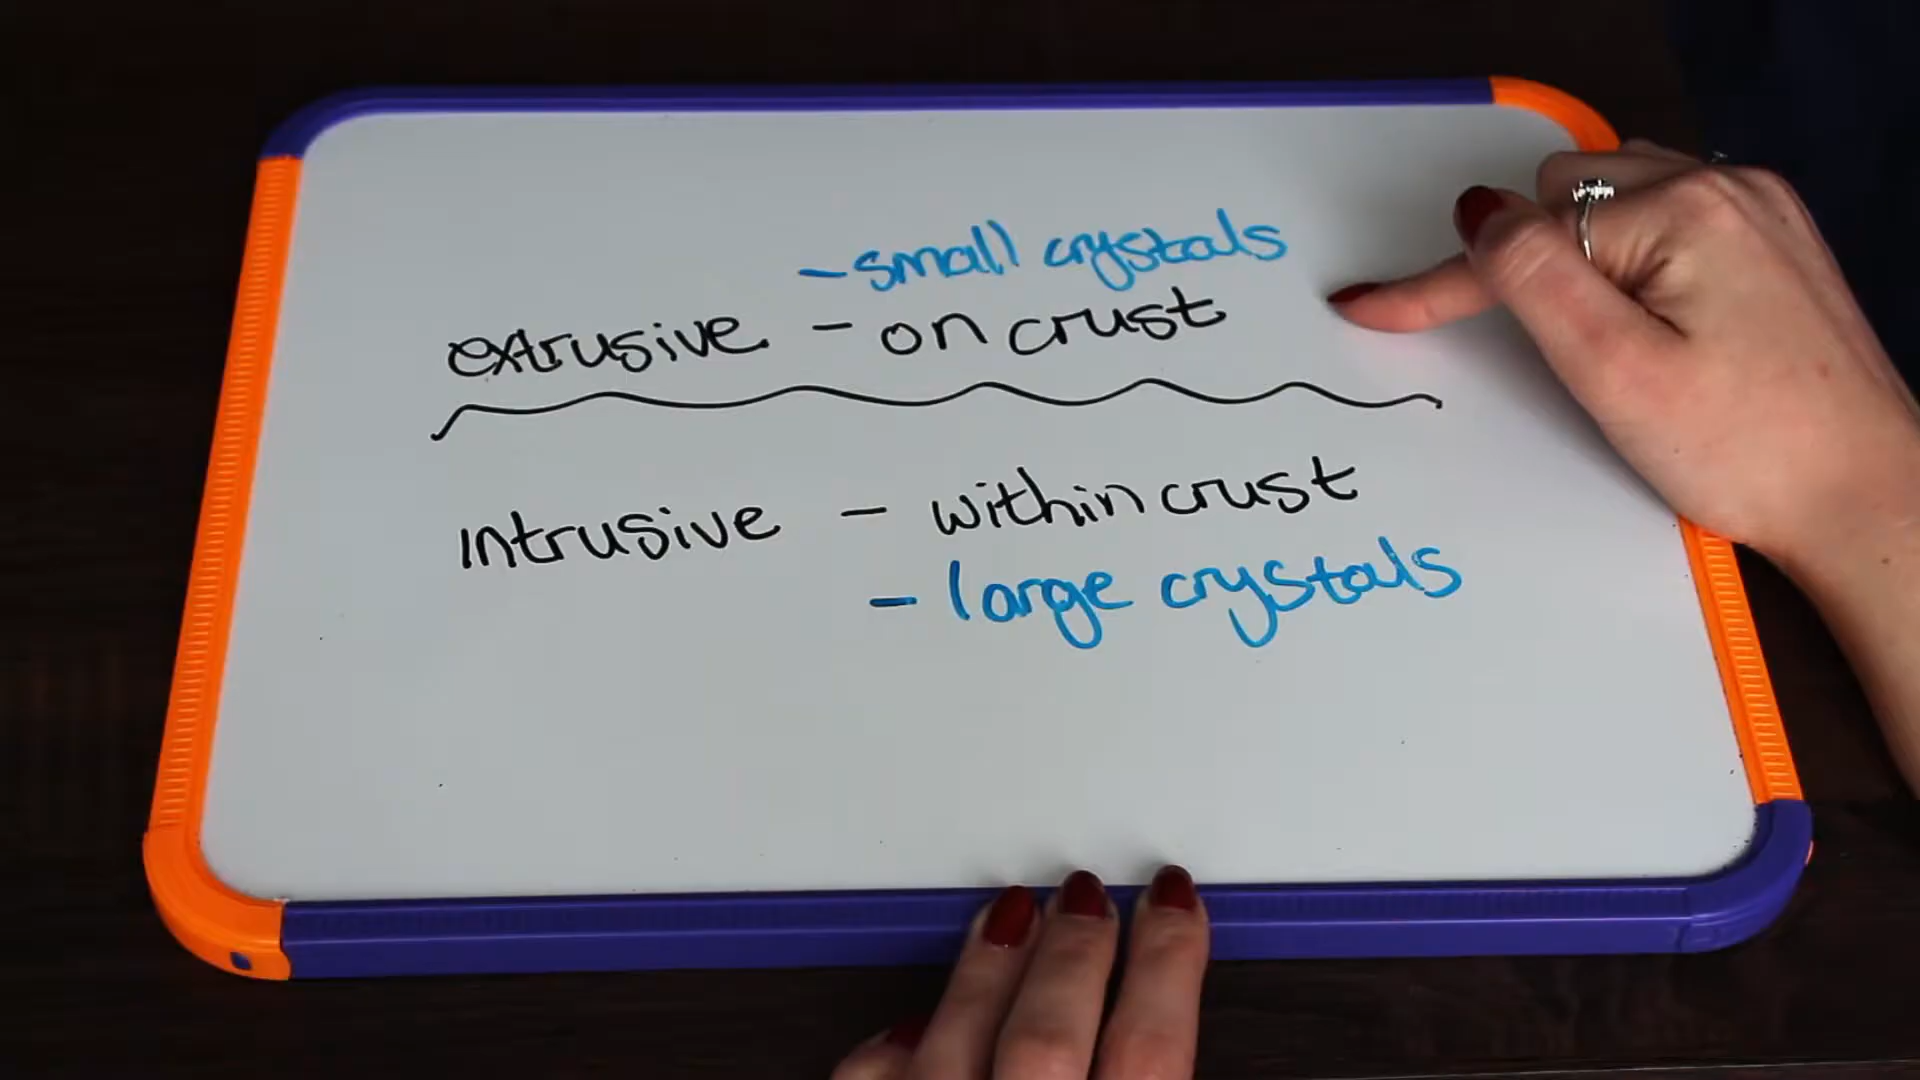 - small crystals
extrusive - on crust
intrusive - within crust
- large crystals